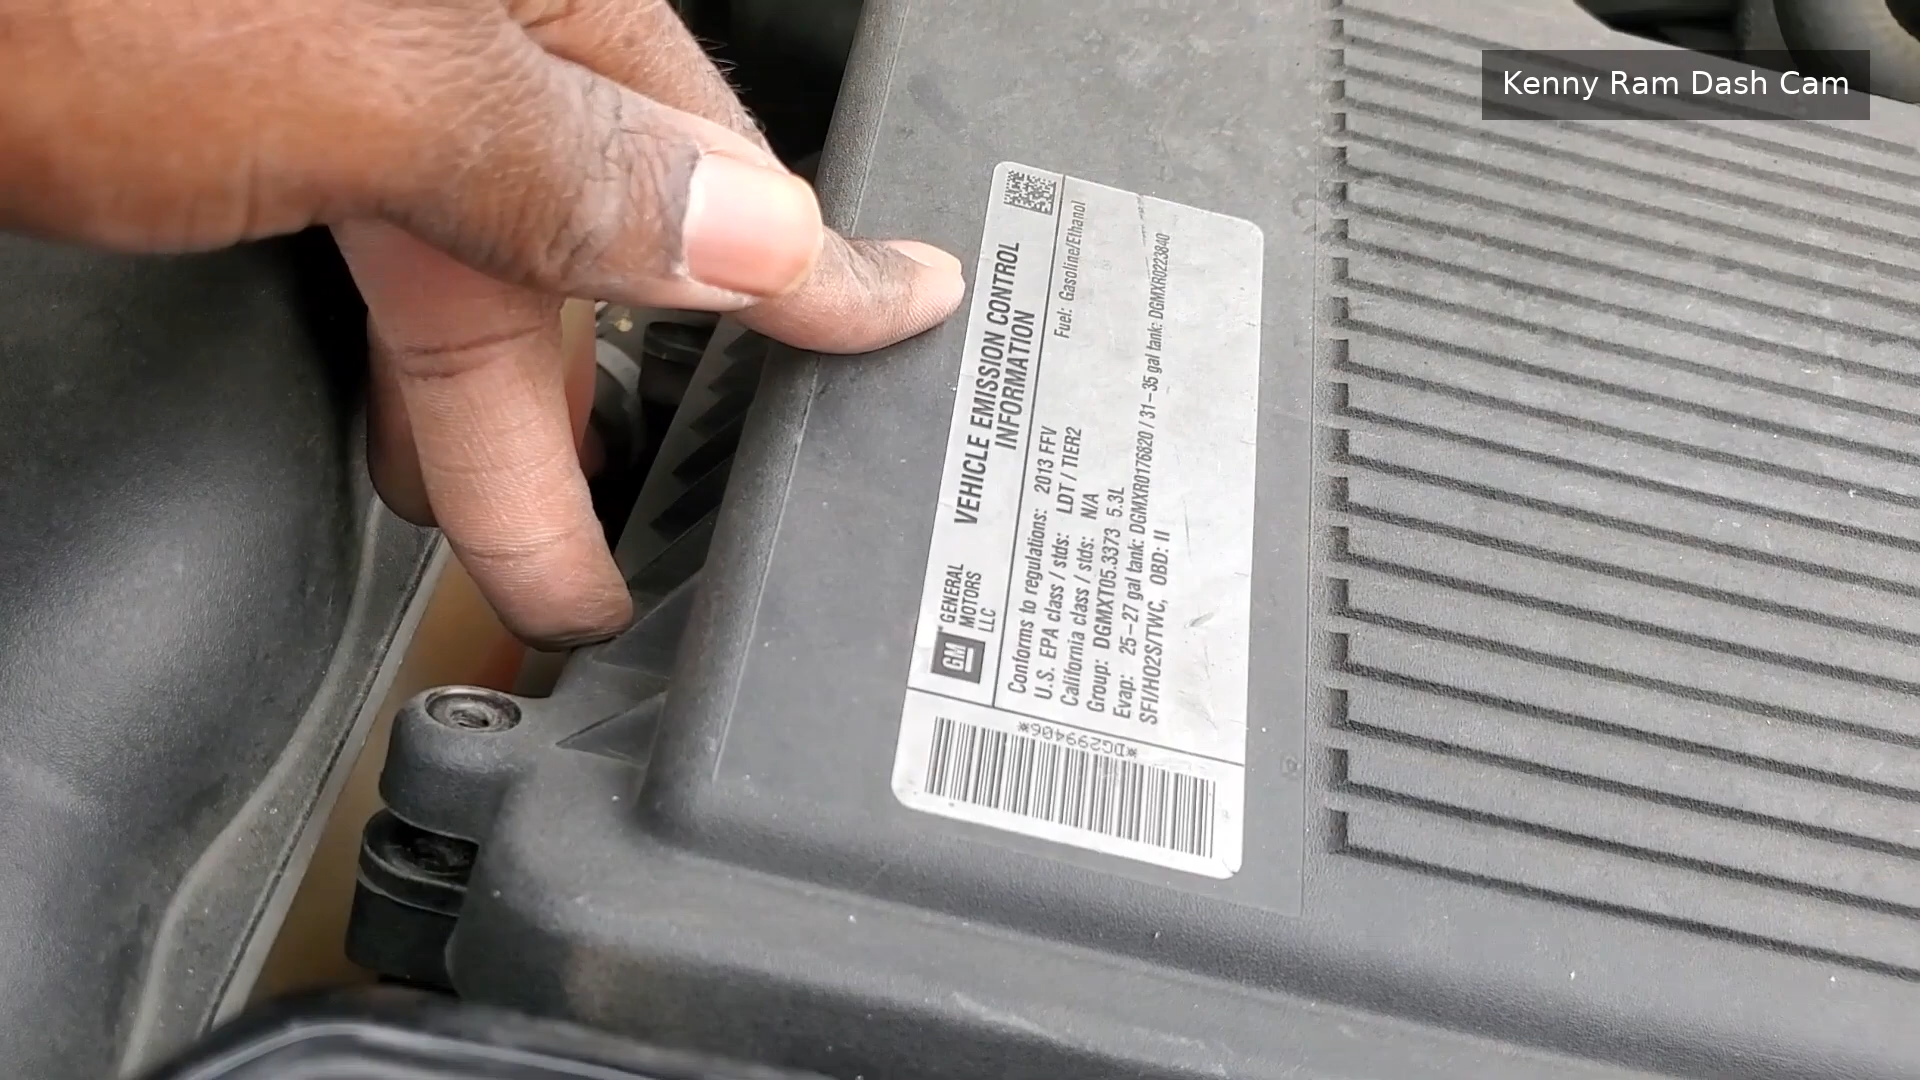 Kenny Ram Dash Cam
GM
GENERAL
MOTORS
LLC
VEHICLE EMISSION CONTROL
INFORMATION
Fuel: Gasoline/Ethanol
Conforms to regulations: 2013 FFV
U.S. EPA class / stds: LDT / TIER2
California class / stds: N/A
Group: DGMXT05.3373 5.3L
Evap: 25-27 gal tank: DGMXR0176820 / 31-35 gal tank: DGMXR0223840
SFI/HO2S/TWC, OBD: II
*DG299406*